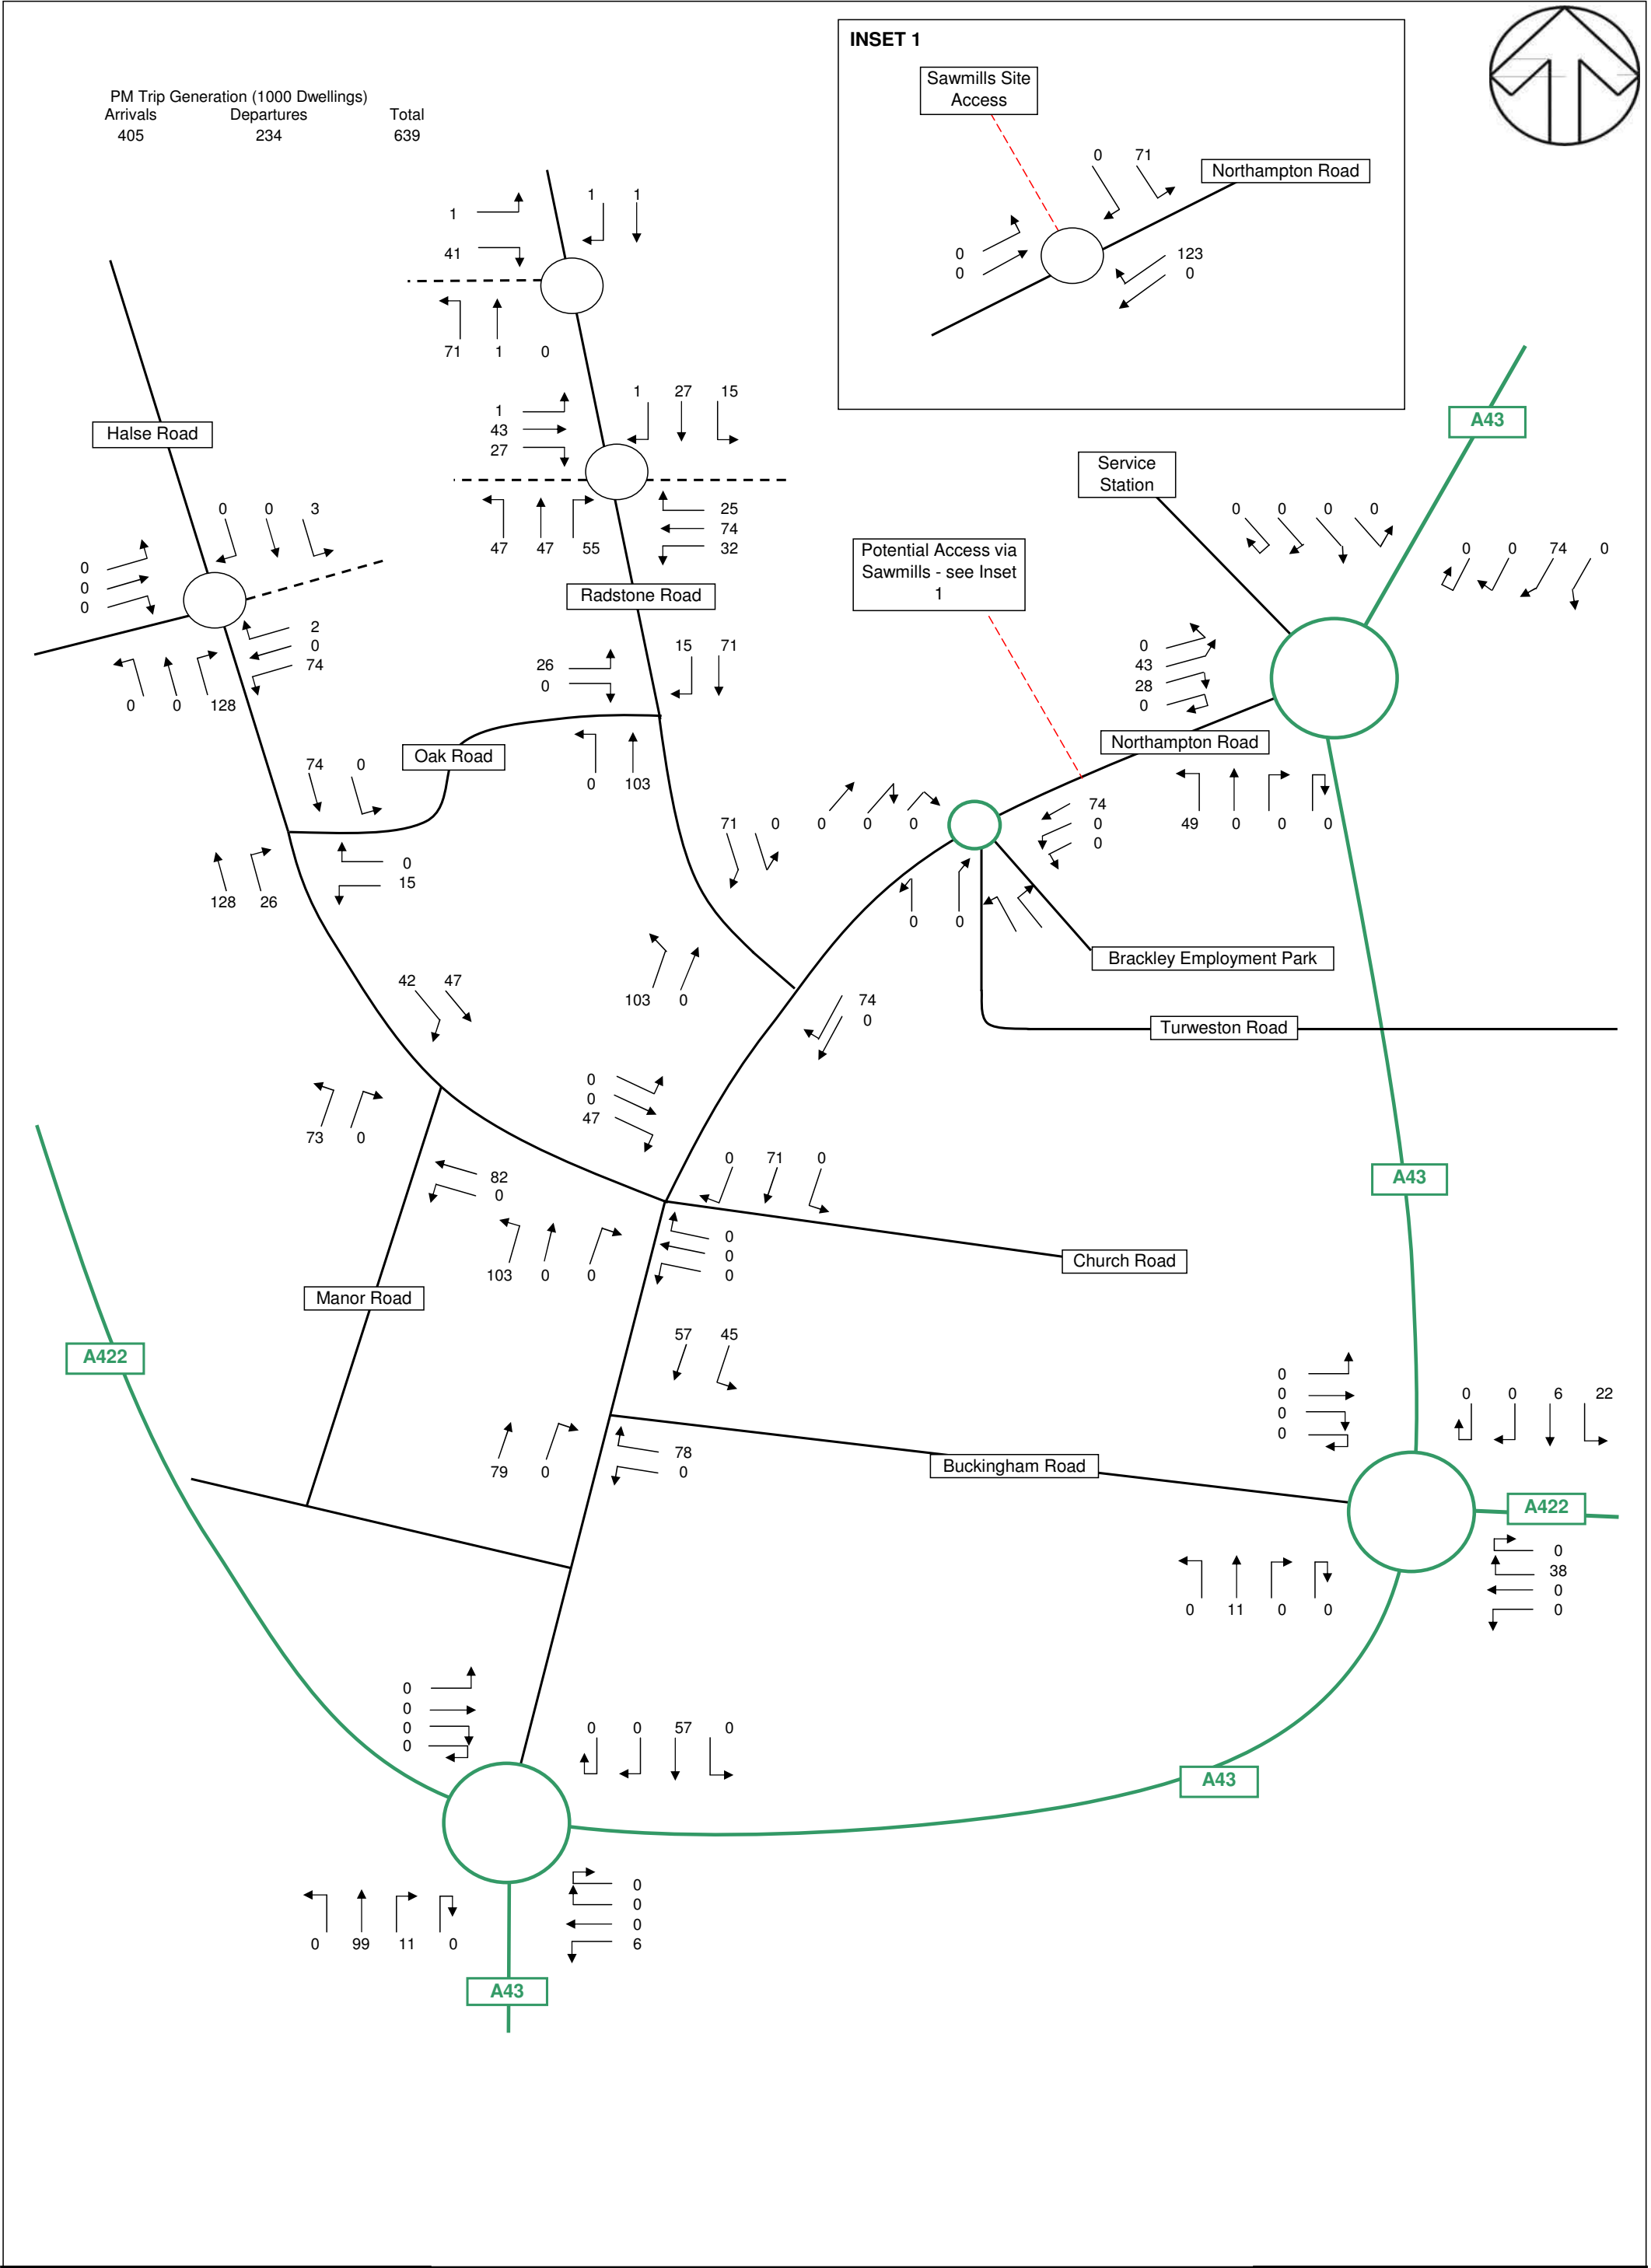 INSET 1
Sawmills Site
Access
0 71
Northampton Road
0
0
123
0
PM Trip Generation (1000 Dwellings)
Arrivals Departures Total
405 234 639
1
41
1 1
71 1 0
1
43
27
1 27 15
47 47 55
25
74
32
Halse Road
0 0 3
0
0
0
2
0
74
0 0 128
Radstone Road
26
0
15 71
0 103
Oak Road
74 0
0
15
128 26
A43
Service
Station
0 0 0 0
0 0 74 0
Potential Access via
Sawmills - see Inset
1
0
43
28
0
Northampton Road
49 0 0 0
71 0
0 0 0
74
0
0
0 0
Brackley Employment Park
Turweston Road
103 0
74
0
42 47
73 0
82
0
0
0
47
0 71 0
103 0 0
0
0
0
Church Road
A43
Manor Road
A422
57 45
79 0
78
0
Buckingham Road
0
0
0
0
0 0 6 22
A422
0 11 0 0
0
38
0
0
0
0
0
0
0 0 57 0
A43
0 99 11 0
0
0
0
6
A43